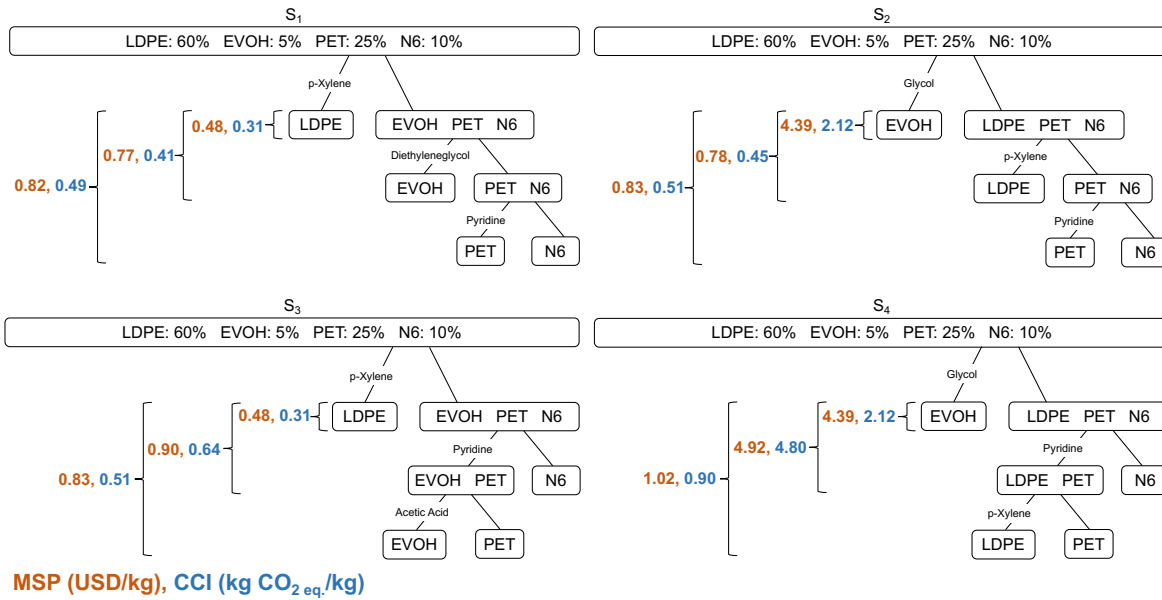 S1
LDPE: 60% EVOH: 5% PET: 25% N6: 10%
p-Xylene
0.48, 0.31
LDPE
EVOH PET N6
0.77, 0.41
Diethyleneglycol
0.82, 0.49
EVOH
PET N6
Pyridine
PET
N6
S2
LDPE: 60% EVOH: 5% PET: 25% N6: 10%
Glycol
4.39, 2.12
EVOH
LDPE PET N6
0.78, 0.45
p-Xylene
0.83, 0.51
LDPE
PET N6
Pyridine
PET
N6
S3
LDPE: 60% EVOH: 5% PET: 25% N6: 10%
p-Xylene
0.48, 0.31
LDPE
EVOH PET N6
0.90, 0.64
Pyridine
0.83, 0.51
EVOH PET
N6
Acetic Acid
EVOH
PET
S4
LDPE: 60% EVOH: 5% PET: 25% N6: 10%
Glycol
4.39, 2.12
EVOH
LDPE PET N6
4.92, 4.80
Pyridine
1.02, 0.90
LDPE PET
N6
p-Xylene
LDPE
PET
MSP (USD/kg), CCI (kg CO2 eq./kg)